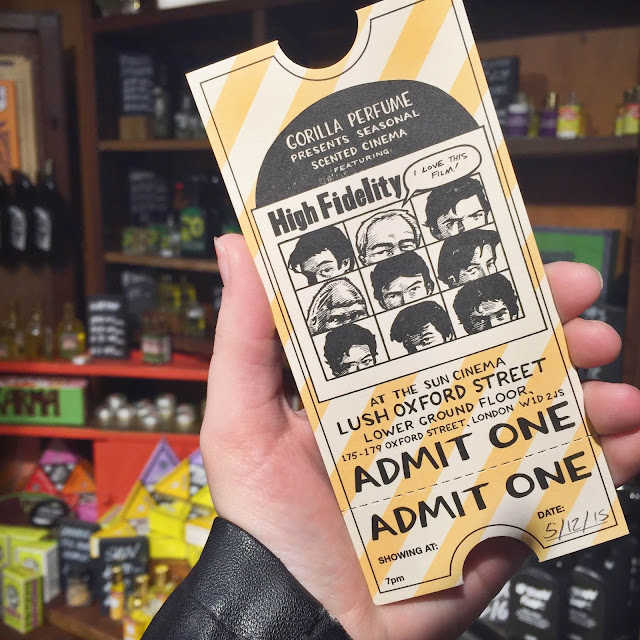 GORILLA PERFUME
PRESENTS SEASONAL
SCENTED CINEMA
FEATURING
High Fidelity
I LOVE THIS
FILM!
AT THE SUN CINEMA
LUSH OXFORD STREET
LOWER GROUND FLOOR,
175-179 OXFORD STREET, LONDON W1D 2JS
ADMIT ONE
ADMIT ONE
SHOWING AT:
7pm
DATE:
5/12/15
KARMA